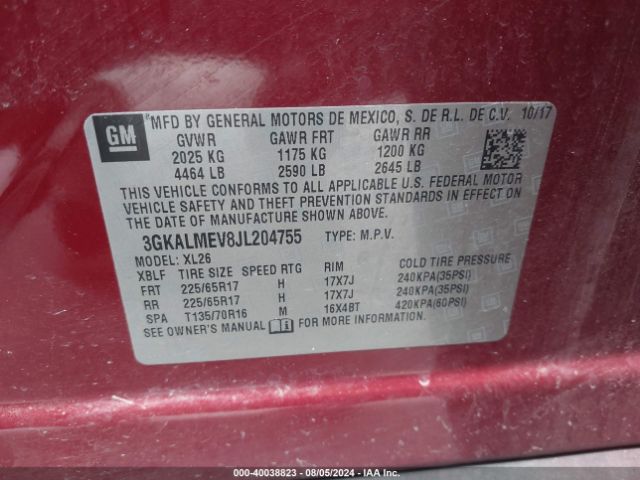 GM
MFD BY GENERAL MOTORS DE MEXICO, S. DE R.L. DE C.V. 10/17
GVWR GAWR FRT GAWR RR
2025 KG 1175 KG 1200 KG
4464 LB 2590 LB 2645 LB
THIS VEHICLE CONFORMS TO ALL APPLICABLE U.S. FEDERAL MOTOR
VEHICLE SAFETY AND THEFT PREVENTION STANDARDS IN EFFECT ON
THE DATE OF MANUFACTURE SHOWN ABOVE.
3GKALMEV8JL204755 TYPE: M.P.V.
MODEL: XL26
XBLF TIRE SIZE SPEED RTG RIM COLD TIRE PRESSURE
FRT 225/65R17 H 17X7J 240KPA(35PSI)
RR 225/65R17 H 17X7J 240KPA(35PSI)
SPA T135/70R16 M 16X4BT 420KPA(60PSI)
SEE OWNER'S MANUAL FOR MORE INFORMATION.
000-40038823 - 08/05/2024 - IAA Inc.